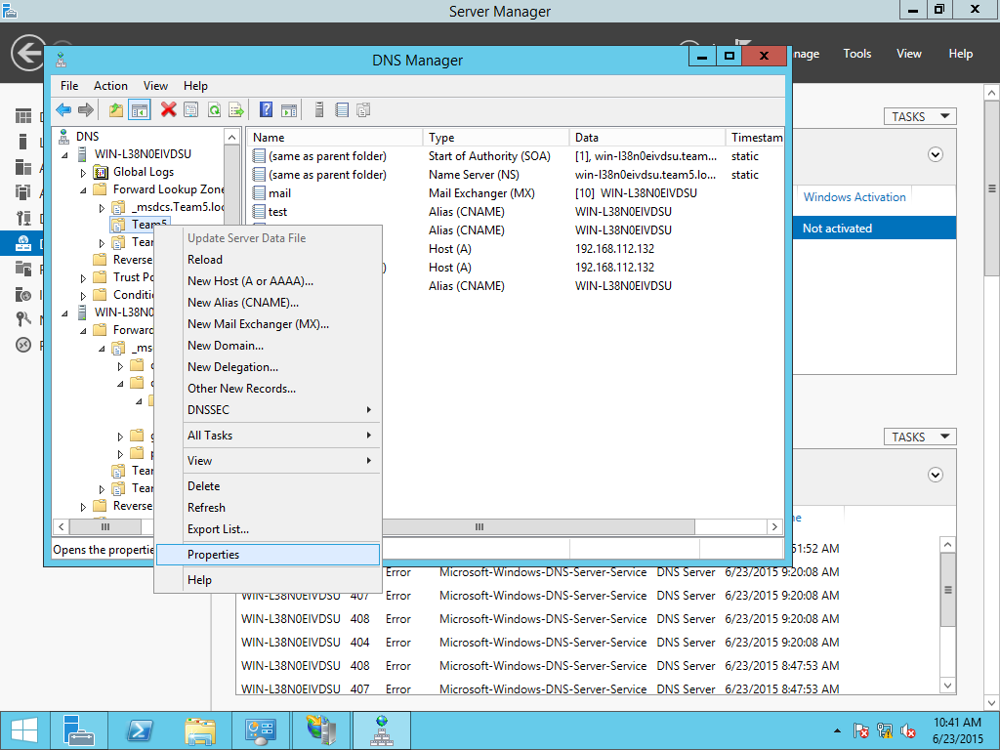 Server Manager
nage Tools View Help
DNS Manager
File Action View Help
DNS
WIN-L38N0EIVDSU
Global Logs
Forward Lookup Zone
_msdcs.Team5.loc
Team5
Tea
Reverse
Trust Po
Conditio
WIN-L38N0
Forward
_ms
Tear
Tear
Reverse
Name Type Data Timestam
(same as parent folder) Start of Authority (SOA) [1], win-l38n0eivdsu.team... static
(same as parent folder) Name Server (NS) win-l38n0eivdsu.team5.lo... static
mail Mail Exchanger (MX) [10] WIN-L38N0EIVDSU
test Alias (CNAME) WIN-L38N0EIVDSU
Alias (CNAME) WIN-L38N0EIVDSU
Host (A) 192.168.112.132
) Host (A) 192.168.112.132
Alias (CNAME) WIN-L38N0EIVDSU
Update Server Data File
Reload
New Host (A or AAAA)...
New Alias (CNAME)...
New Mail Exchanger (MX)...
New Domain...
New Delegation...
Other New Records...
DNSSEC
All Tasks
View
Delete
Refresh
Export List...
Properties
Help
Opens the propertie
TASKS
Windows Activation
Not activated
TASKS
me
51:52 AM
Error Microsoft-Windows-DNS-Server-Service DNS Server 6/23/2015 9:20:08 AM
WIN-L38N0EIVDSU 407 Error Microsoft-Windows-DNS-Server-Service DNS Server 6/23/2015 9:20:08 AM
WIN-L38N0EIVDSU 408 Error Microsoft-Windows-DNS-Server-Service DNS Server 6/23/2015 9:20:08 AM
WIN-L38N0EIVDSU 404 Error Microsoft-Windows-DNS-Server-Service DNS Server 6/23/2015 9:20:08 AM
WIN-L38N0EIVDSU 408 Error Microsoft-Windows-DNS-Server-Service DNS Server 6/23/2015 8:47:53 AM
WIN-L38N0EIVDSU 407 Error Microsoft-Windows-DNS-Server-Service DNS Server 6/23/2015 8:47:53 AM
10:41 AM
6/23/2015